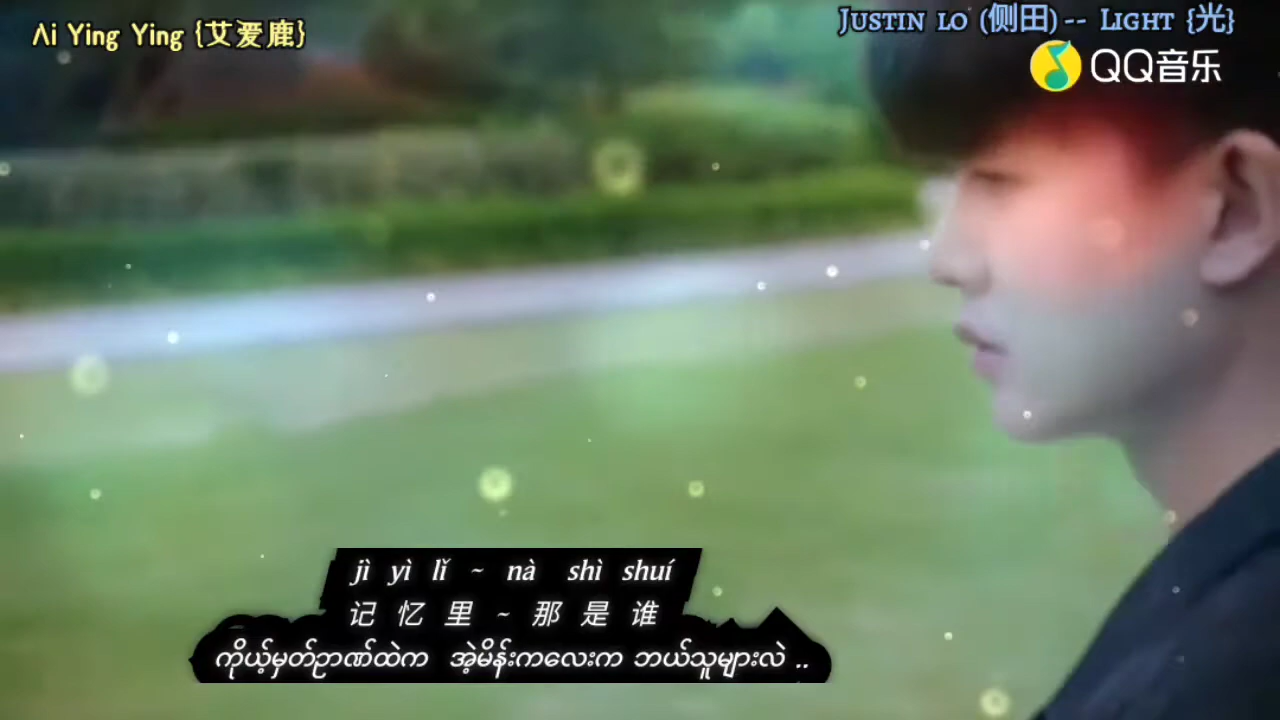 Ai Ying Ying {艾爱鹿}
Justin lo (侧田) -- Light {光}
QQ音乐
jì yì lǐ ~ nà shì shuí
记 忆 里 ~ 那 是 谁
ကိုယ့်မှတ်ဥာဏ်ထဲက အဲ့မိန်းကလေးက ဘယ်သူများလဲ ..